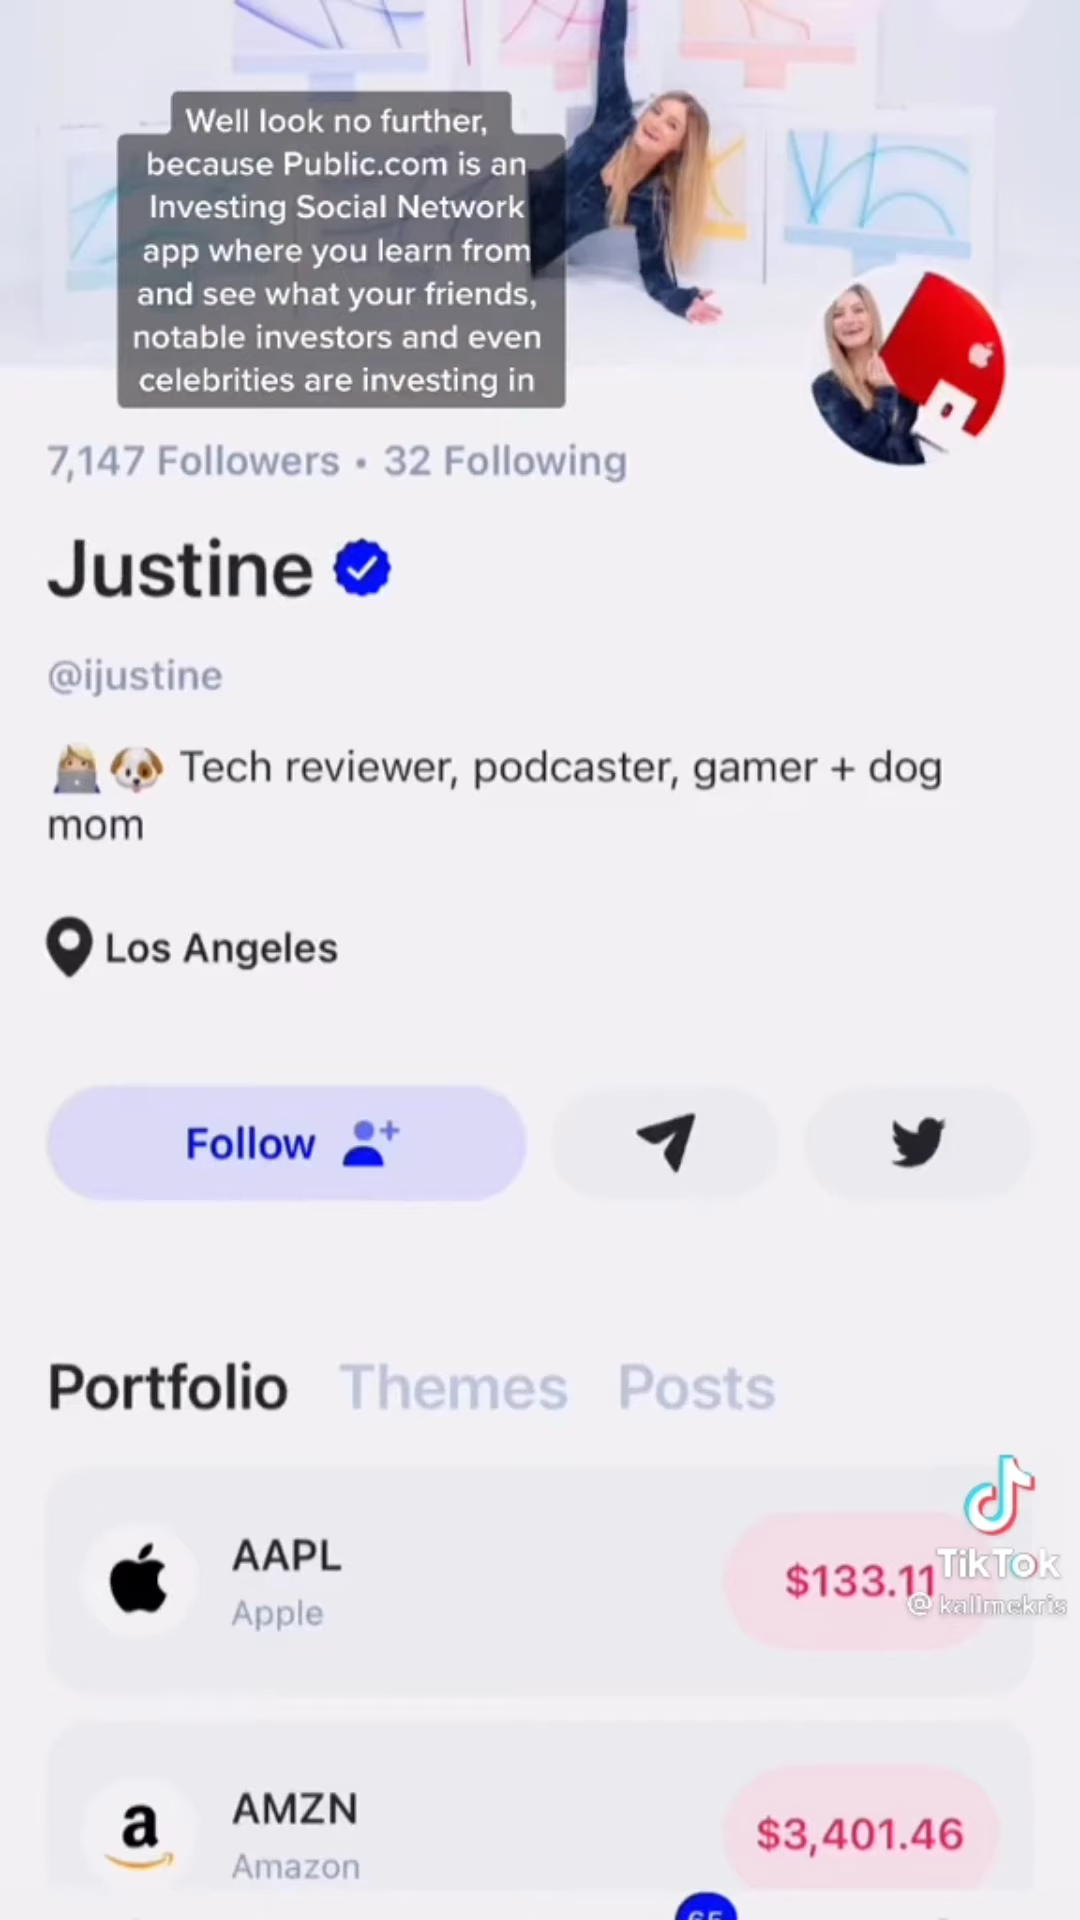 Well look no further,
because Public.com is an
Investing Social Network
app where you learn from
and see what your friends,
notable investors and even
celebrities are investing in
7,147 Followers • 32 Following
Justine
@ijustine
Tech reviewer, podcaster, gamer + dog
mom
Los Angeles
Follow
Portfolio Themes Posts
AAPL
Apple
$133.11
TikTok
@kallmekris
AMZN
Amazon
$3,401.46